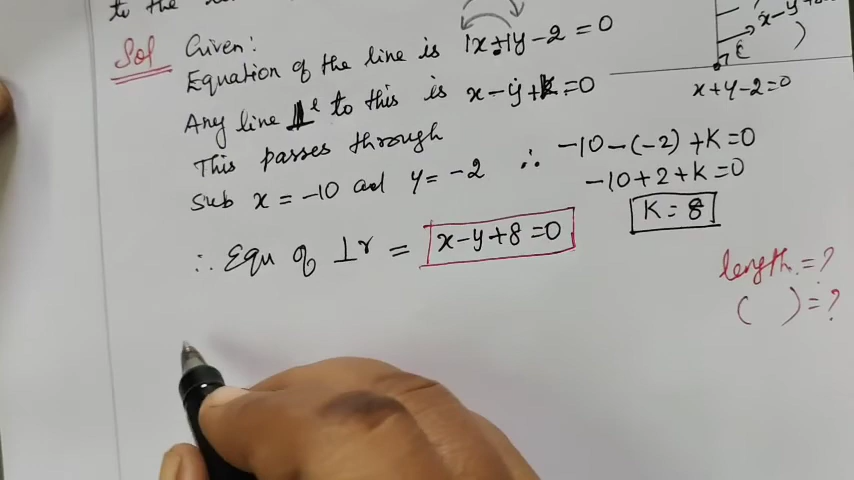 to the
Sol Given:
Equation of the line is 1x+1y-2=0
Any line ⊥r to this is x-y+k=0
This passes through
Sub x=-10 and y=-2 ∴ -10-(-2)+K=0
-10+2+K=0
K=8
∴ Equ of ⊥r = x-y+8=0
x+y-2=0
length=?
( )=?